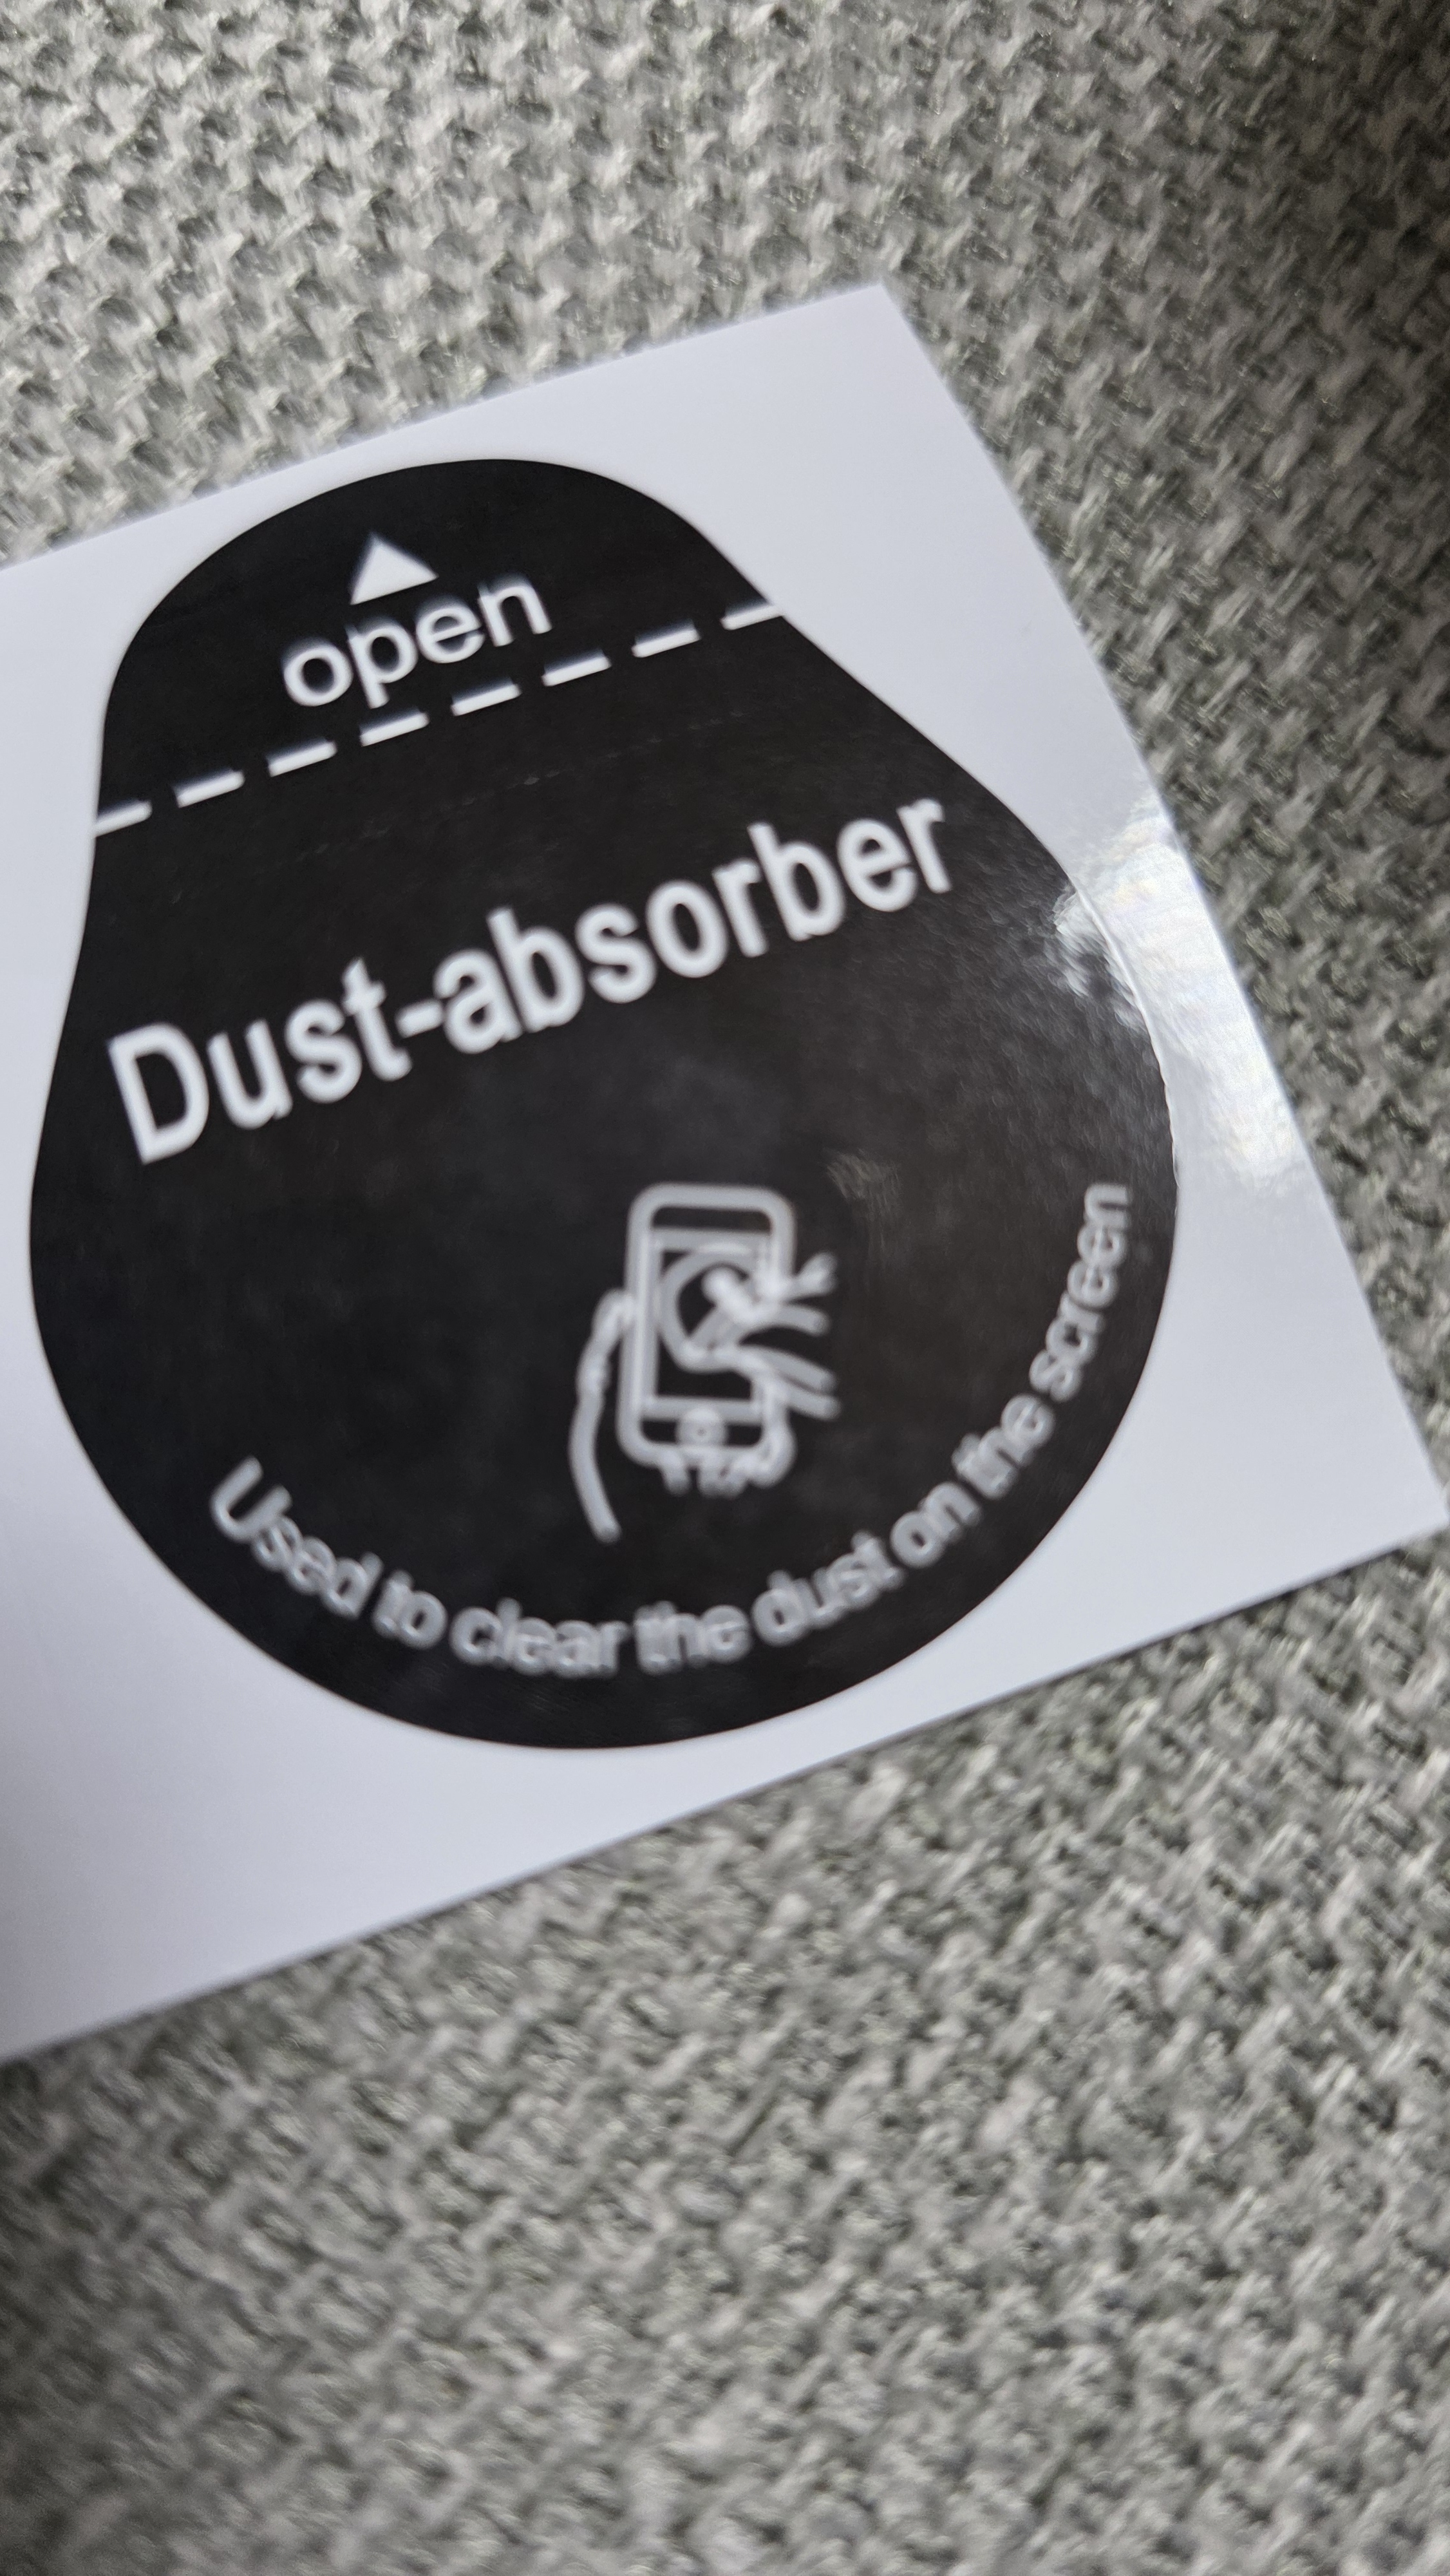 open
Dust-absorber
Used to clear the dust on the screen